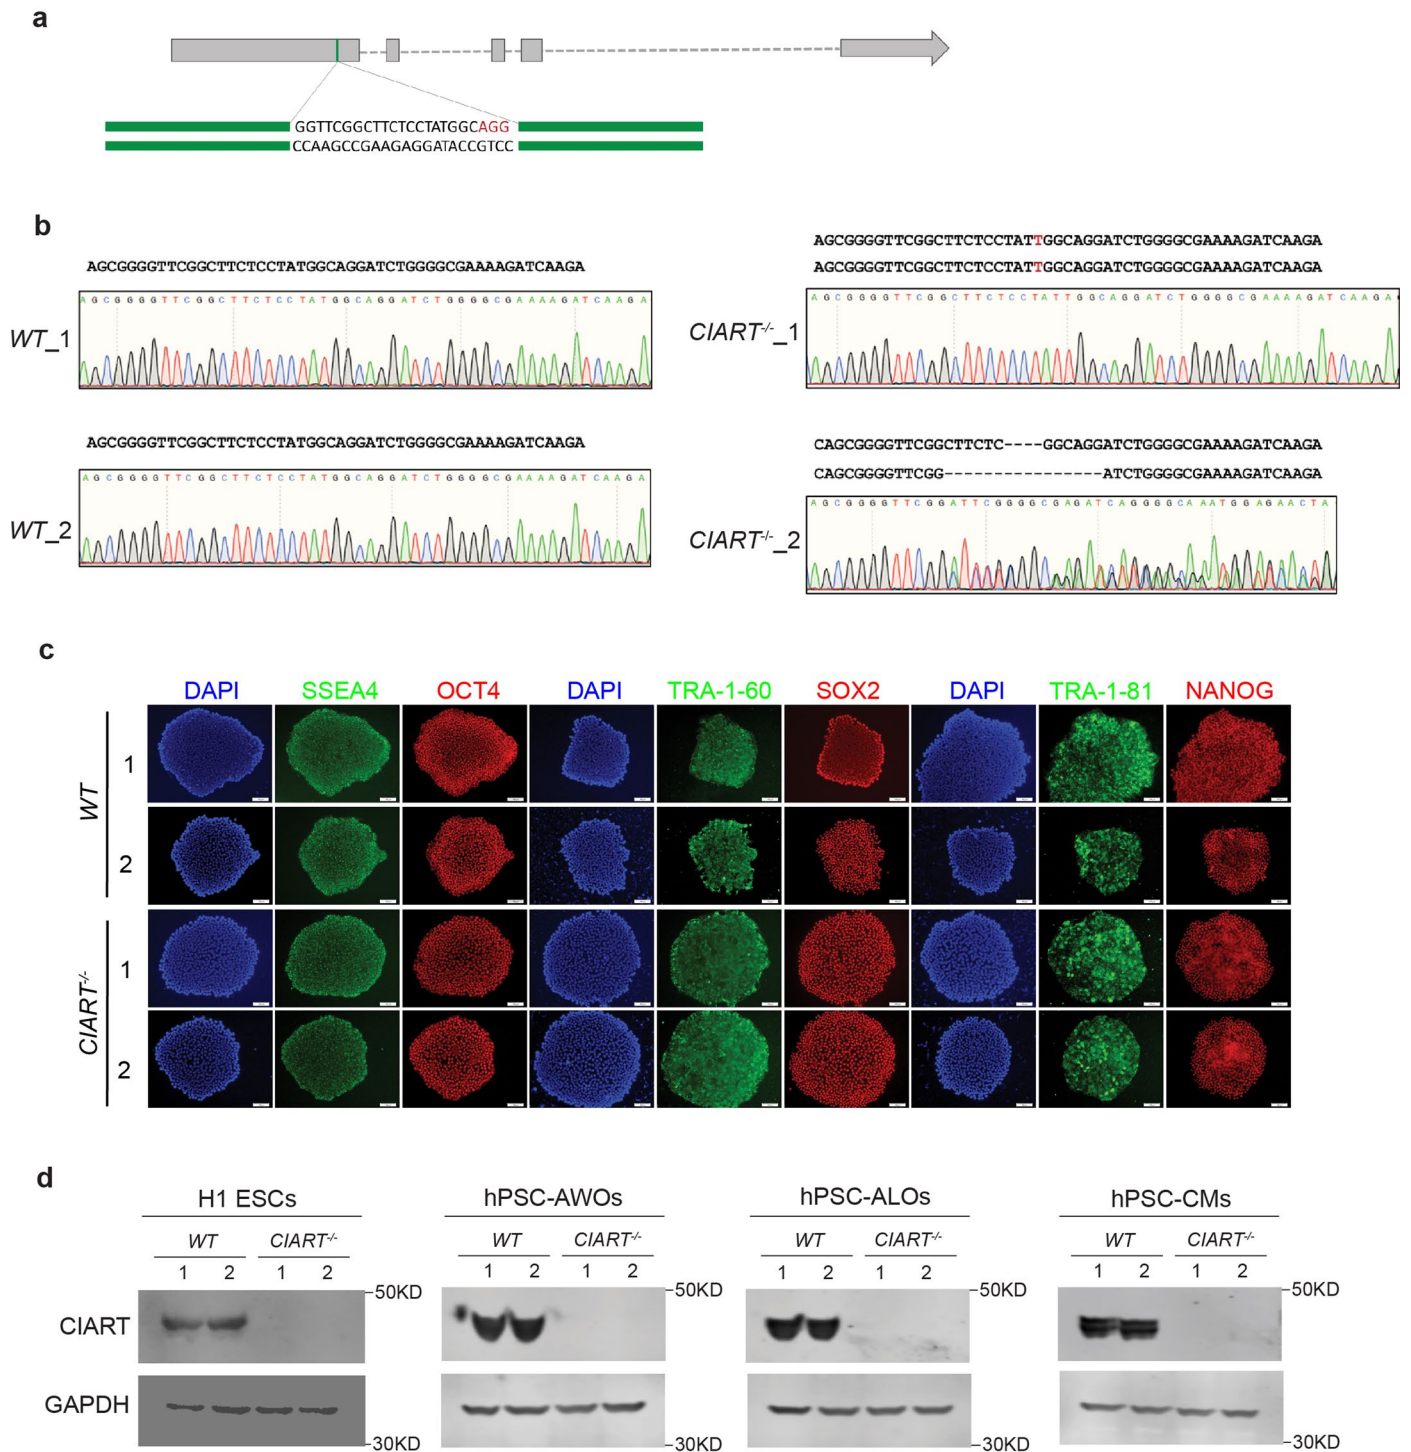 a
GGTTCGGCTTCTCCTATGGCAGG
CCAAGCCGAAGAGGATACCGTCC
b
AGCGGGGTTCGGCTTCTCCTATGGCAGGATCTGGGGCGAAAAGATCAAGA
AGCGGGGTTCGGCTTCTCCTATGGCAGGATCTGGGGCGAAAAGATCAAGA
WT_1
AGCGGGGTTCGGCTTCTCCTATGGCAGGATCTGGGGCGAAAAGATCAAGA
AGCGGGGTTCGGCTTCTCCTATGGCAGGATCTGGGGCGAAAAGATCAAGA
WT_2
AGCGGGGTTCGGCTTCTCCTATTGGCAGGATCTGGGGCGAAAAGATCAAGA
AGCGGGGTTCGGCTTCTCCTATTGGCAGGATCTGGGGCGAAAAGATCAAGA
AGCGGGGTTCGGCTTCTCCTATTGGCAGGATCTGGGGCGAAAAGATCAAGA
CIART-/-_1
CAGCGGGGTTCGGCTTCTC----GGCAGGATCTGGGGCGAAAAGATCAAGA
CAGCGGGGTTCGG----------------ATCTGGGGCGAAAAGATCAAGA
AGCGGGGTTCGGATTCGGGGCGAGATCAGGGGCAAATGGAGAACTA
CIART-/-_2
c
DAPI SSEA4 OCT4 DAPI TRA-1-60 SOX2 DAPI TRA-1-81 NANOG
WT
1
2
CIART-/-
1
2
d
H1 ESCs hPSC-AWOs hPSC-ALOs hPSC-CMs
WT CIART-/- WT CIART-/- WT CIART-/- WT CIART-/-
1 2 1 2 1 2 1 2 1 2 1 2 1 2 1 2
-50KD -50KD -50KD -50KD
CIART
GAPDH
-30KD -30KD -30KD -30KD